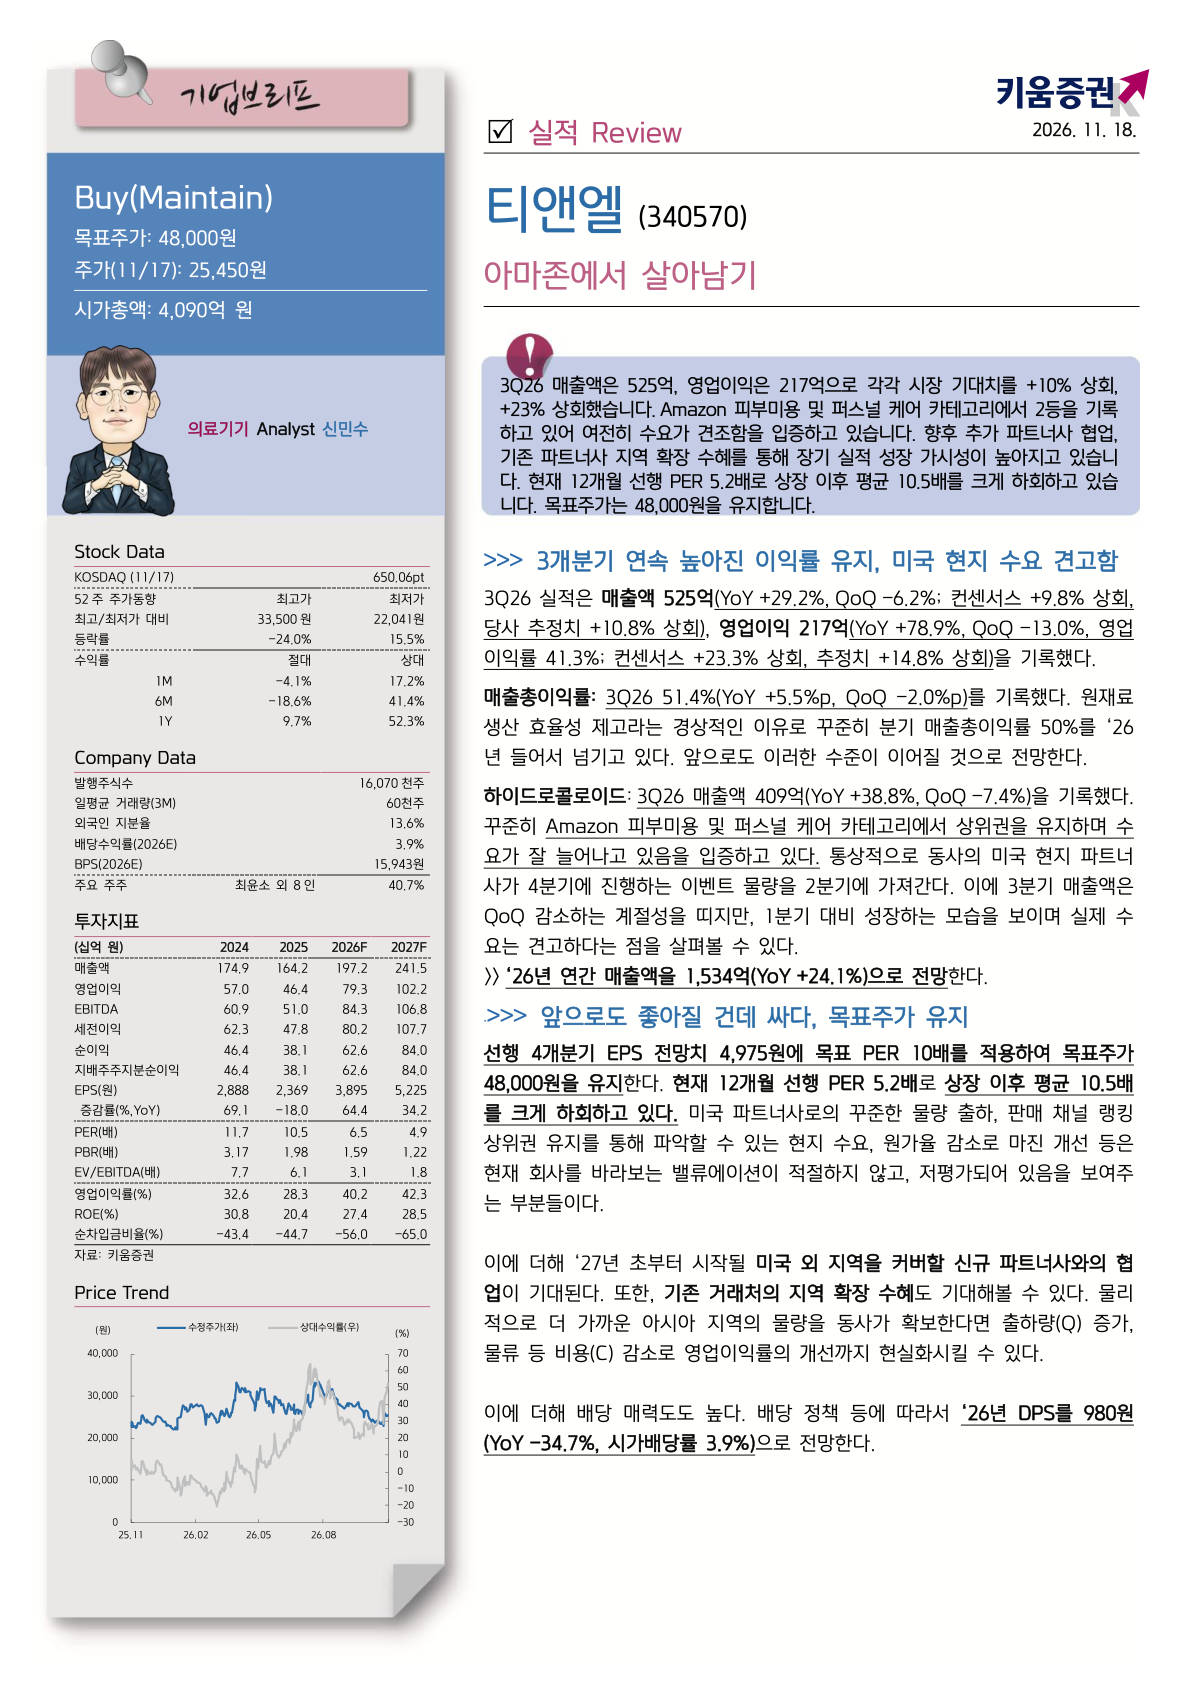 기업브리프
Buy(Maintain)
목표주가: 48,000원
주가(11/17): 25,450원
시가총액: 4,090억 원
의료기기 Analyst 신민수
Stock Data
KOSDAQ (11/17) 650.06pt
52주 주가동향 최고가 최저가
최고/최저가 대비 33,500원 22,041원
등락률 -24.0% 15.5%
수익률 절대 상대
1M -4.1% 17.2%
6M -18.6% 41.4%
1Y 9.7% 52.3%
Company Data
발행주식수 16,070천주
일평균 거래량(3M) 60천주
외국인 지분율 13.6%
배당수익률(2026E) 3.9%
BPS(2026E) 15,943원
주요 주주 최윤소 외 8인 40.7%
투자지표
(십억 원) 2024 2025 2026F 2027F
매출액 174.9 164.2 197.2 241.5
영업이익 57.0 46.4 79.3 102.2
EBITDA 60.9 51.0 84.3 106.8
세전이익 62.3 47.8 80.2 107.7
순이익 46.4 38.1 62.6 84.0
지배주주지분순이익 46.4 38.1 62.6 84.0
EPS(원) 2,888 2,369 3,895 5,225
증감률(%,YoY) 69.1 -18.0 64.4 34.2
PER(배) 11.7 10.5 6.5 4.9
PBR(배) 3.17 1.98 1.59 1.22
EV/EBITDA(배) 7.7 6.1 3.1 1.8
영업이익률(%) 32.6 28.3 40.2 42.3
ROE(%) 30.8 20.4 27.4 28.5
순차입금비율(%) -43.4 -44.7 -56.0 -65.0
자료: 키움증권
Price Trend
(원) 수정주가(좌) 상대수익률(우) (%)
40,000
30,000
20,000
10,000
0
70
60
50
40
30
20
10
0
-10
-20
-30
25.11 26.02 26.05 26.08
키움증권
2026. 11. 18.
☑ 실적 Review
티앤엘 (340570)
아마존에서 살아남기
3Q26 매출액은 525억, 영업이익은 217억으로 각각 시장 기대치를 +10% 상회,
+23% 상회했습니다. Amazon 피부미용 및 퍼스널 케어 카테고리에서 2등을 기록
하고 있어 여전히 수요가 견조함을 입증하고 있습니다. 향후 추가 파트너사 협업,
기존 파트너사 지역 확장 수혜를 통해 장기 실적 성장 가시성이 높아지고 있습니
다. 현재 12개월 선행 PER 5.2배로 상장 이후 평균 10.5배를 크게 하회하고 있습
니다. 목표주가는 48,000원을 유지합니다.
>>> 3개분기 연속 높아진 이익률 유지, 미국 현지 수요 견고함
3Q26 실적은 매출액 525억(YoY +29.2%, QoQ -6.2%; 컨센서스 +9.8% 상회,
당사 추정치 +10.8% 상회), 영업이익 217억(YoY +78.9%, QoQ -13.0%, 영업
이익률 41.3%; 컨센서스 +23.3% 상회, 추정치 +14.8% 상회)을 기록했다.
매출총이익률: 3Q26 51.4%(YoY +5.5%p, QoQ -2.0%p)를 기록했다. 원재료
생산 효율성 제고라는 경상적인 이유로 꾸준히 분기 매출총이익률 50%를 ‘26
년 들어서 넘기고 있다. 앞으로도 이러한 수준이 이어질 것으로 전망한다.
하이드로콜로이드: 3Q26 매출액 409억(YoY +38.8%, QoQ -7.4%)을 기록했다.
꾸준히 Amazon 피부미용 및 퍼스널 케어 카테고리에서 상위권을 유지하며 수
요가 잘 늘어나고 있음을 입증하고 있다. 통상적으로 동사의 미국 현지 파트너
사가 4분기에 진행하는 이벤트 물량을 2분기에 가져간다. 이에 3분기 매출액은
QoQ 감소하는 계절성을 띠지만, 1분기 대비 성장하는 모습을 보이며 실제 수
요는 견고하다는 점을 살펴볼 수 있다.
》 ‘26년 연간 매출액을 1,534억(YoY +24.1%)으로 전망한다.
.>>> 앞으로도 좋아질 건데 싸다, 목표주가 유지
선행 4개분기 EPS 전망치 4,975원에 목표 PER 10배를 적용하여 목표주가
48,000원을 유지한다. 현재 12개월 선행 PER 5.2배로 상장 이후 평균 10.5배
를 크게 하회하고 있다. 미국 파트너사로의 꾸준한 물량 출하, 판매 채널 랭킹
상위권 유지를 통해 파악할 수 있는 현지 수요, 원가율 감소로 마진 개선 등은
현재 회사를 바라보는 밸류에이션이 적절하지 않고, 저평가되어 있음을 보여주
는 부분들이다.
이에 더해 ‘27년 초부터 시작될 미국 외 지역을 커버할 신규 파트너사와의 협
업이 기대된다. 또한, 기존 거래처의 지역 확장 수혜도 기대해볼 수 있다. 물리
적으로 더 가까운 아시아 지역의 물량을 동사가 확보한다면 출하량(Q) 증가,
물류 등 비용(C) 감소로 영업이익률의 개선까지 현실화시킬 수 있다.
이에 더해 배당 매력도도 높다. 배당 정책 등에 따라서 ‘26년 DPS를 980원
(YoY -34.7%, 시가배당률 3.9%)으로 전망한다.